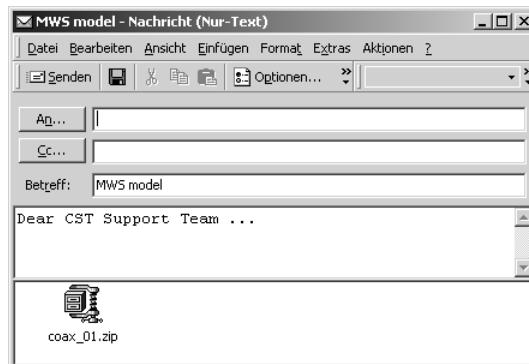 MWS model - Nachricht (Nur-Text)
Datei Bearbeiten Ansicht Einfügen Format Extras Aktionen ?
Senden Optionen...
An...
Cc...
Betreff: MWS model
Dear CST Support Team ...
coax_01.zip